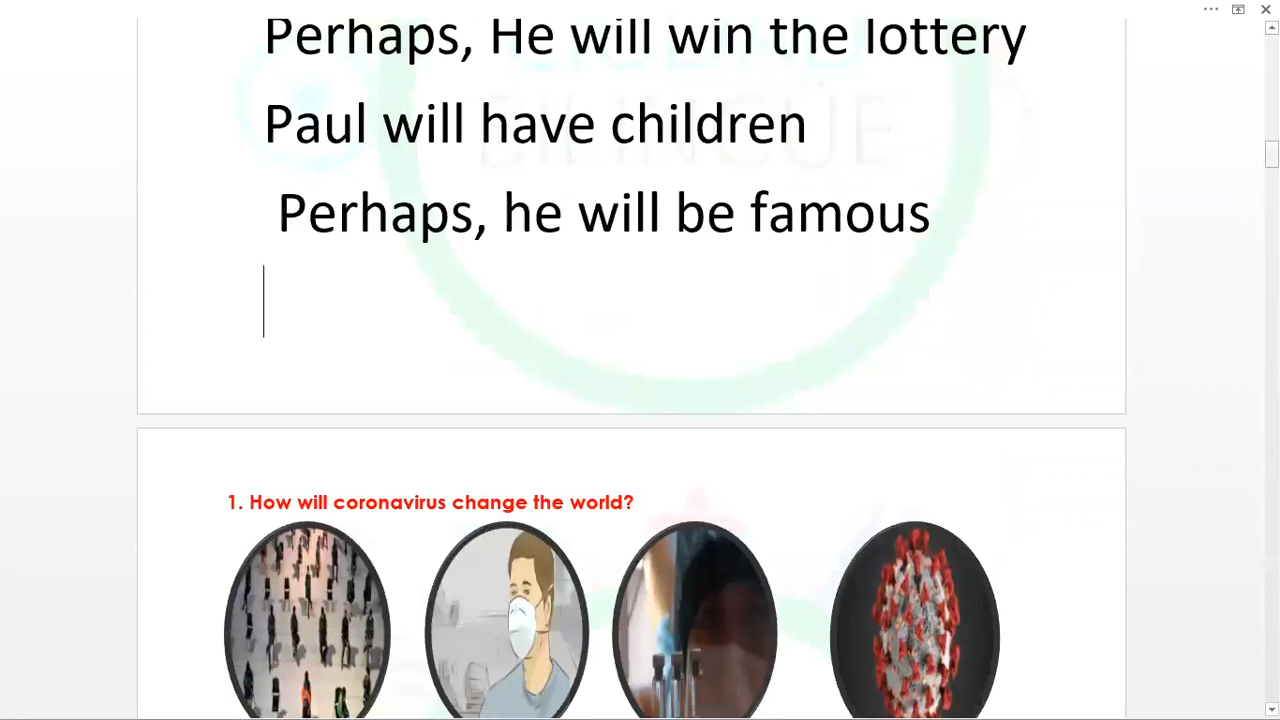 Perhaps, He will win the lottery
BILINGÜE
Paul will have children
Perhaps, he will be famous
1. How will coronavirus change the world?